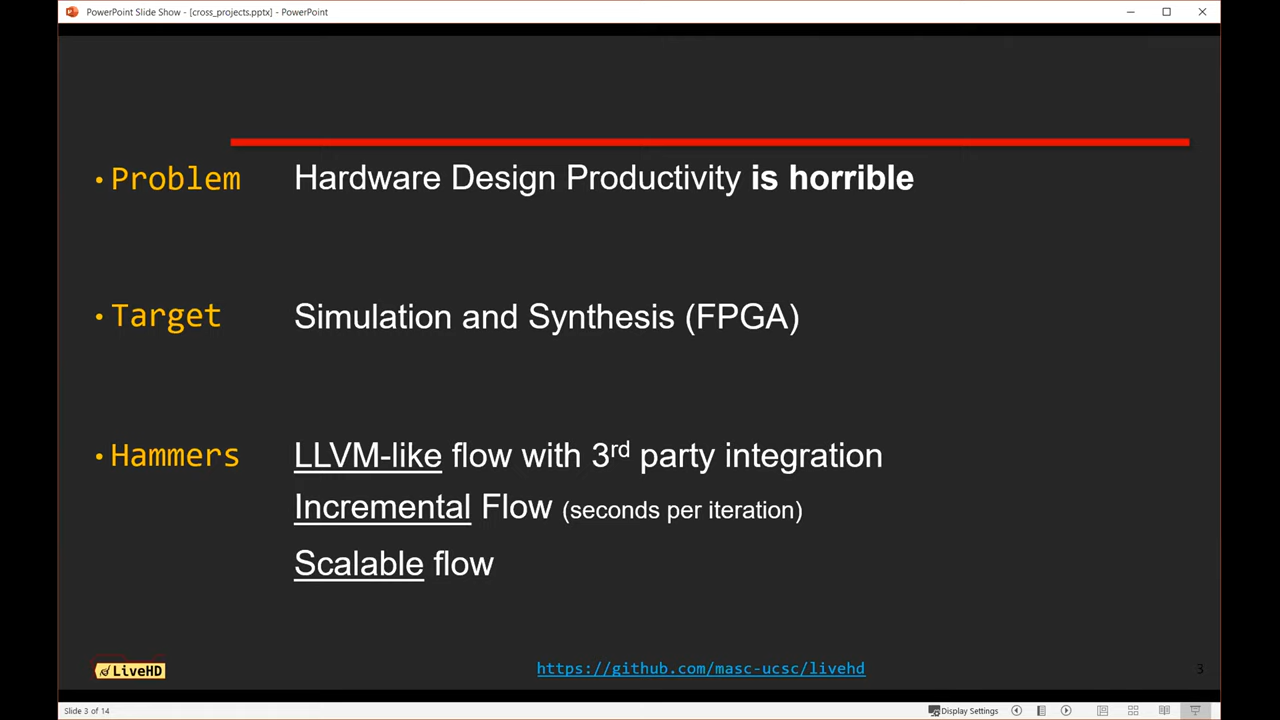 PowerPoint Slide Show - [cross_projects.pptx] - PowerPoint
• Problem Hardware Design Productivity is horrible
• Target Simulation and Synthesis (FPGA)
• Hammers LLVM-like flow with 3rd party integration
Incremental Flow (seconds per iteration)
Scalable flow
LiveHD https://github.com/masc-ucsc/livehd 3
Slide 3 of 14 Display Settings